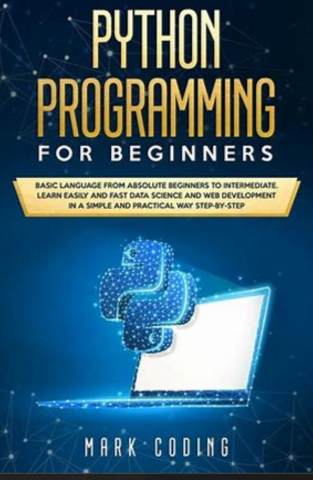 PYTHON
PROGRAMMING
FOR BEGINNERS
BASIC LANGUAGE FROM ABSOLUTE BEGINNERS TO INTERMEDIATE.
LEARN EASILY AND FAST DATA SCIENCE AND WEB DEVELOPMENT
IN A SIMPLE AND PRACTICAL WAY STEP-BY-STEP
MARK CODING